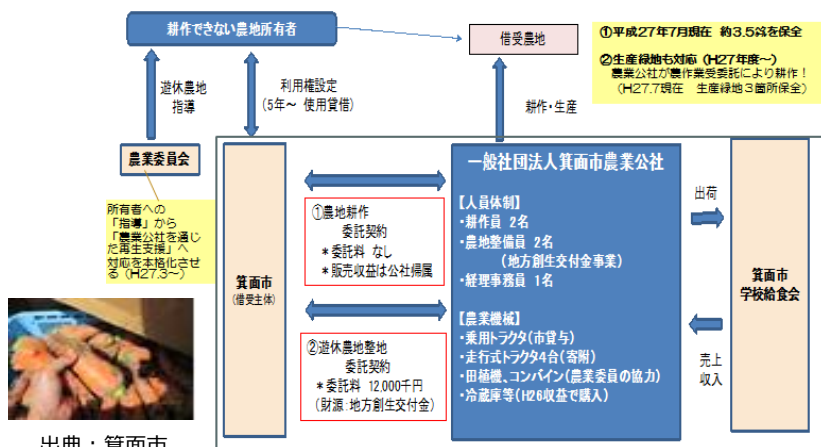 耕作できない農地所有者
借受農地
①平成27年7月現在 約3.5㌶を保全
②生産緑地も対応（H27年度～）
農業公社が農作業受委託により耕作！
（H27.7現在 生産緑地３箇所保全）
遊休農地
指導
利用権設定
(5年～ 使用貸借)
耕作・生産
農業委員会
所有者への
「指導」から
「農業公社を通じ
た再生支援」へ
対応を本格化させ
る（H27.3～）
箕面市
(借受主体)
①農地耕作
委託契約
＊委託料 なし
＊販売収益は公社帰属
②遊休農地整地
委託契約
＊委託料 12,000千円
(財源:地方創生交付金)
一般社団法人箕面市農業公社
【人員体制】
・耕作員 2名
・農地整備員 2名
(地方創生交付金事業)
・経理事務員 1名
【農業機械】
・乗用トラクタ(市貸与)
・走行式トラクタ4台(寄附)
・田植機、コンバイン(農業委員の協力)
・冷蔵庫等(H26収益で購入)
出荷
売上
収入
箕面市
学校給食会
出典：箕面市